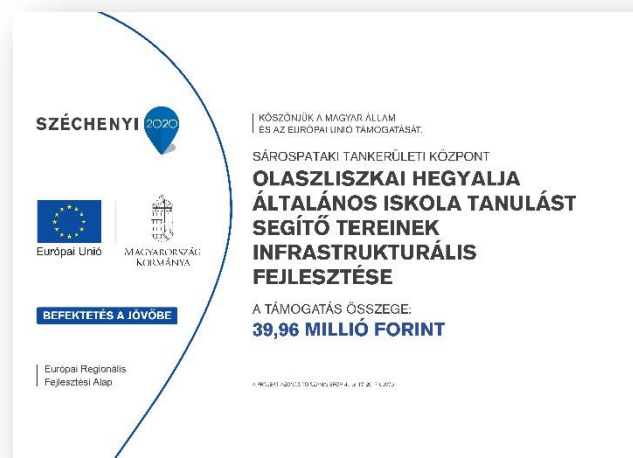 SZÉCHENYI 2020
Európai Unió
MAGYARORSZÁG
KORMÁNYA
BEFEKTETÉS A JÖVŐBE
Európai Regionális
Fejlesztési Alap
KÖSZÖNJÜK A MAGYAR ÁLLAM
ÉS AZ EURÓPAI UNIÓ TÁMOGATÁSÁT.
SÁROSPATAKI TANKERÜLETI KÖZPONT
OLASZLISZKAI HEGYALJA
ÁLTALÁNOS ISKOLA TANULÁST
SEGÍTŐ TEREINEK
INFRASTRUKTURÁLIS
FEJLESZTÉSE
A TÁMOGATÁS ÖSSZEGE:
39,96 MILLIÓ FORINT
A PROJEKT